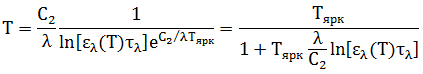 T = C₂/λ · 1/ln[ε_λ(T)τ_λ]e^(C₂/λT_ярк) = T_ярк/(1 + T_ярк λ/C₂ ln[ε_λ(T)τ_λ])